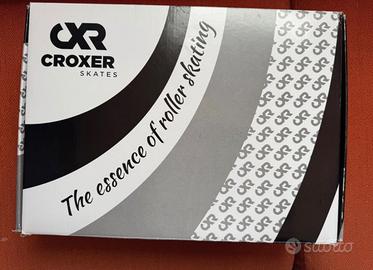 CXR
CROXER
SKATES
The essence of roller skating
subito